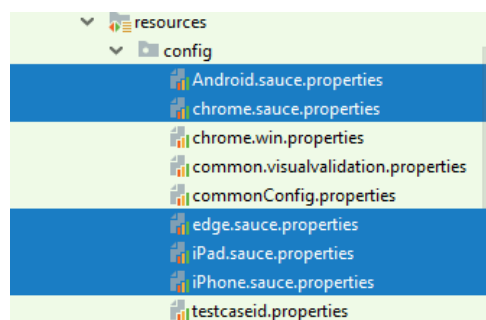 resources
config
Android.sauce.properties
chrome.sauce.properties
chrome.win.properties
common.visualvalidation.properties
commonConfig.properties
edge.sauce.properties
iPad.sauce.properties
iPhone.sauce.properties
testcaseid.properties